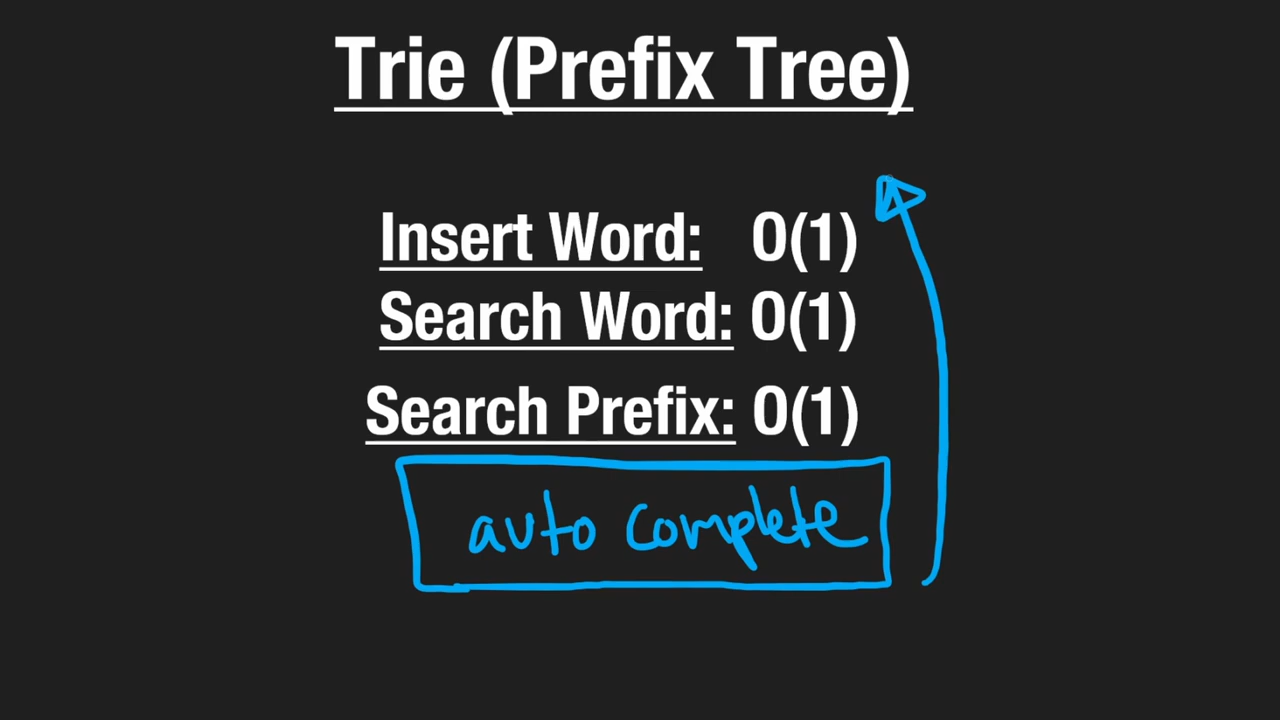 Trie (Prefix Tree)
Insert Word: O(1)
Search Word: O(1)
Search Prefix: O(1)
auto complete